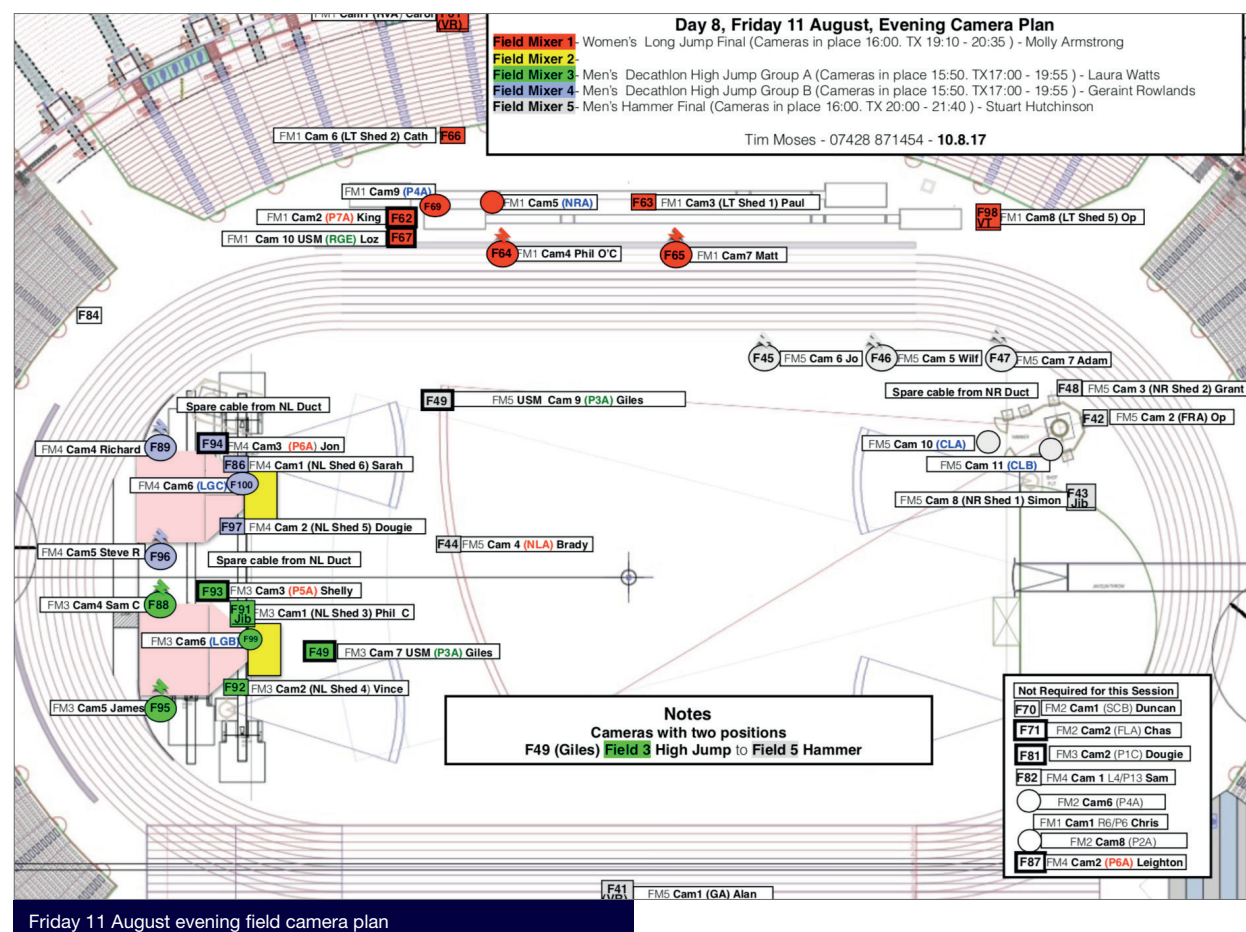 FM1 Cam1 (RVA) Carol
F61
(VR)
Day 8, Friday 11 August, Evening Camera Plan
Field Mixer 1- Women's Long Jump Final (Cameras in place 16:00. TX 19:10 - 20:35 ) - Molly Armstrong
Field Mixer 2-
Field Mixer 3- Men's Decathlon High Jump Group A (Cameras in place 15:50. TX17:00 - 19:55 ) - Laura Watts
Field Mixer 4- Men's Decathlon High Jump Group B (Cameras in place 15:50. TX17:00 - 19:55 ) - Geraint Rowlands
Field Mixer 5- Men's Hammer Final (Cameras in place 16:00. TX 20:00 - 21:40 ) - Stuart Hutchinson
Tim Moses - 07428 871454 - 10.8.17
FM1 Cam 6 (LT Shed 2) Cath F66
FM1 Cam9 (P4A)
F69
FM1 Cam5 (NRA)
F63 FM1 Cam3 (LT Shed 1) Paul
FM1 Cam2 (P7A) King F62
F98
VT
FM1 Cam8 (LT Shed 5) Op
FM1 Cam 10 USM (RGE) Loz F67
F64 FM1 Cam4 Phil O'C
F65 FM1 Cam7 Matt
F84
F45 FM5 Cam 6 Jo
F46 FM5 Cam 5 Wilf
F47 FM5 Cam 7 Adam
Spare cable from NR Duct
F48 FM5 Cam 3 (NR Shed 2) Grant
F49 FM5 USM Cam 9 (P3A) Giles
Spare cable from NL Duct
F42 FM5 Cam 2 (FRA) Op
HAMMER
FM4 Cam4 Richard F89
F94 FM4 Cam3 (P6A) Jon
FM5 Cam 10 (CLA)
F86 FM4 Cam1 (NL Shed 6) Sarah
FM5 Cam 11 (CLB)
FM4 Cam6 (LGC) F100
SHOT
PUT
FM5 Cam 8 (NR Shed 1) Simon
F43
Jib
F97 FM4 Cam 2 (NL Shed 5) Dougie
F44 FM5 Cam 4 (NLA) Brady
FM4 Cam5 Steve R F96
Spare cable from NL Duct
JAVELIN THROW
F93 FM3 Cam3 (P5A) Shelly
FM3 Cam4 Sam C F88
F91
Jib
FM3 Cam1 (NL Shed 3) Phil C
FM3 Cam6 (LGB) F99
F49 FM3 Cam 7 USM (P3A) Giles
F92 FM3 Cam2 (NL Shed 4) Vince
FM3 Cam5 James F95
Notes
Cameras with two positions
F49 (Giles) Field 3 High Jump to Field 5 Hammer
Not Required for this Session
F70 FM2 Cam1 (SCB) Duncan
F71 FM2 Cam2 (FLA) Chas
F81 FM3 Cam2 (P1C) Dougie
F82 FM4 Cam 1 L4/P13 Sam
FM2 Cam6 (P4A)
FM1 Cam1 R6/P6 Chris
FM2 Cam8 (P2A)
F87 FM4 Cam2 (P6A) Leighton
F41
(VR)
FM5 Cam1 (GA) Alan
Friday 11 August evening field camera plan